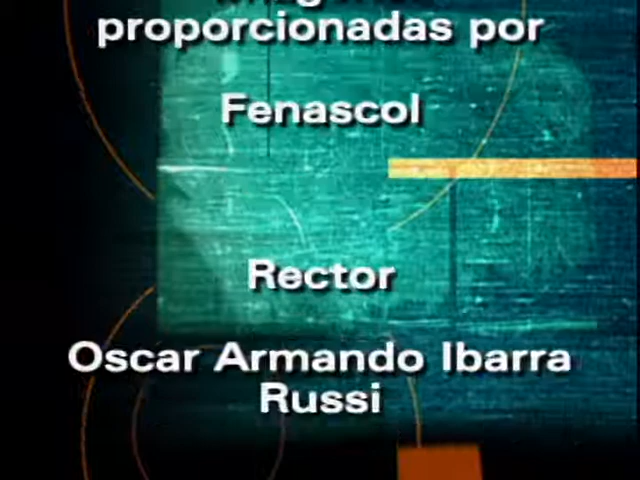 proporcionadas por
Fenascol
Rector
Oscar Armando Ibarra
Russi